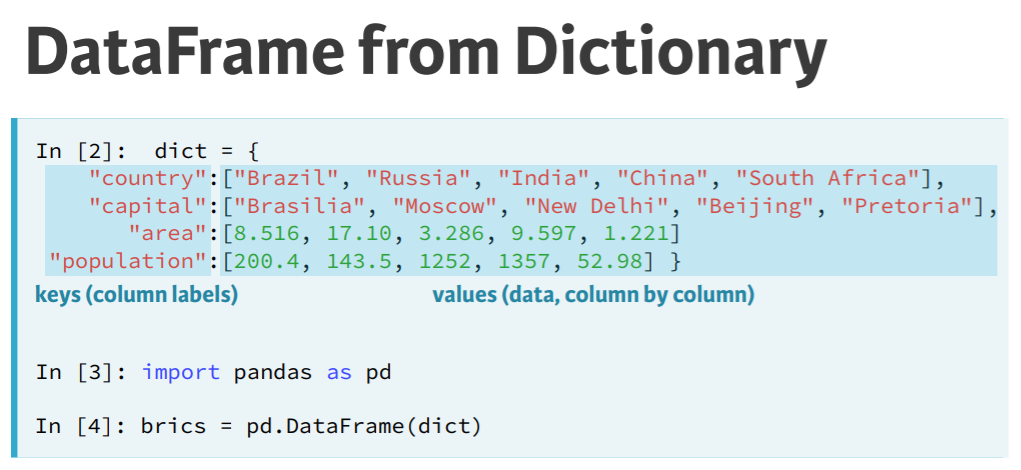 DataFrame from Dictionary
In [2]:  dict = {
"country":["Brazil", "Russia", "India", "China", "South Africa"],
"capital":["Brasilia", "Moscow", "New Delhi", "Beijing", "Pretoria"],
"area":[8.516, 17.10, 3.286, 9.597, 1.221]
"population":[200.4, 143.5, 1252, 1357, 52.98] }
keys (column labels) values (data, column by column)
In [3]: import pandas as pd
In [4]: brics = pd.DataFrame(dict)